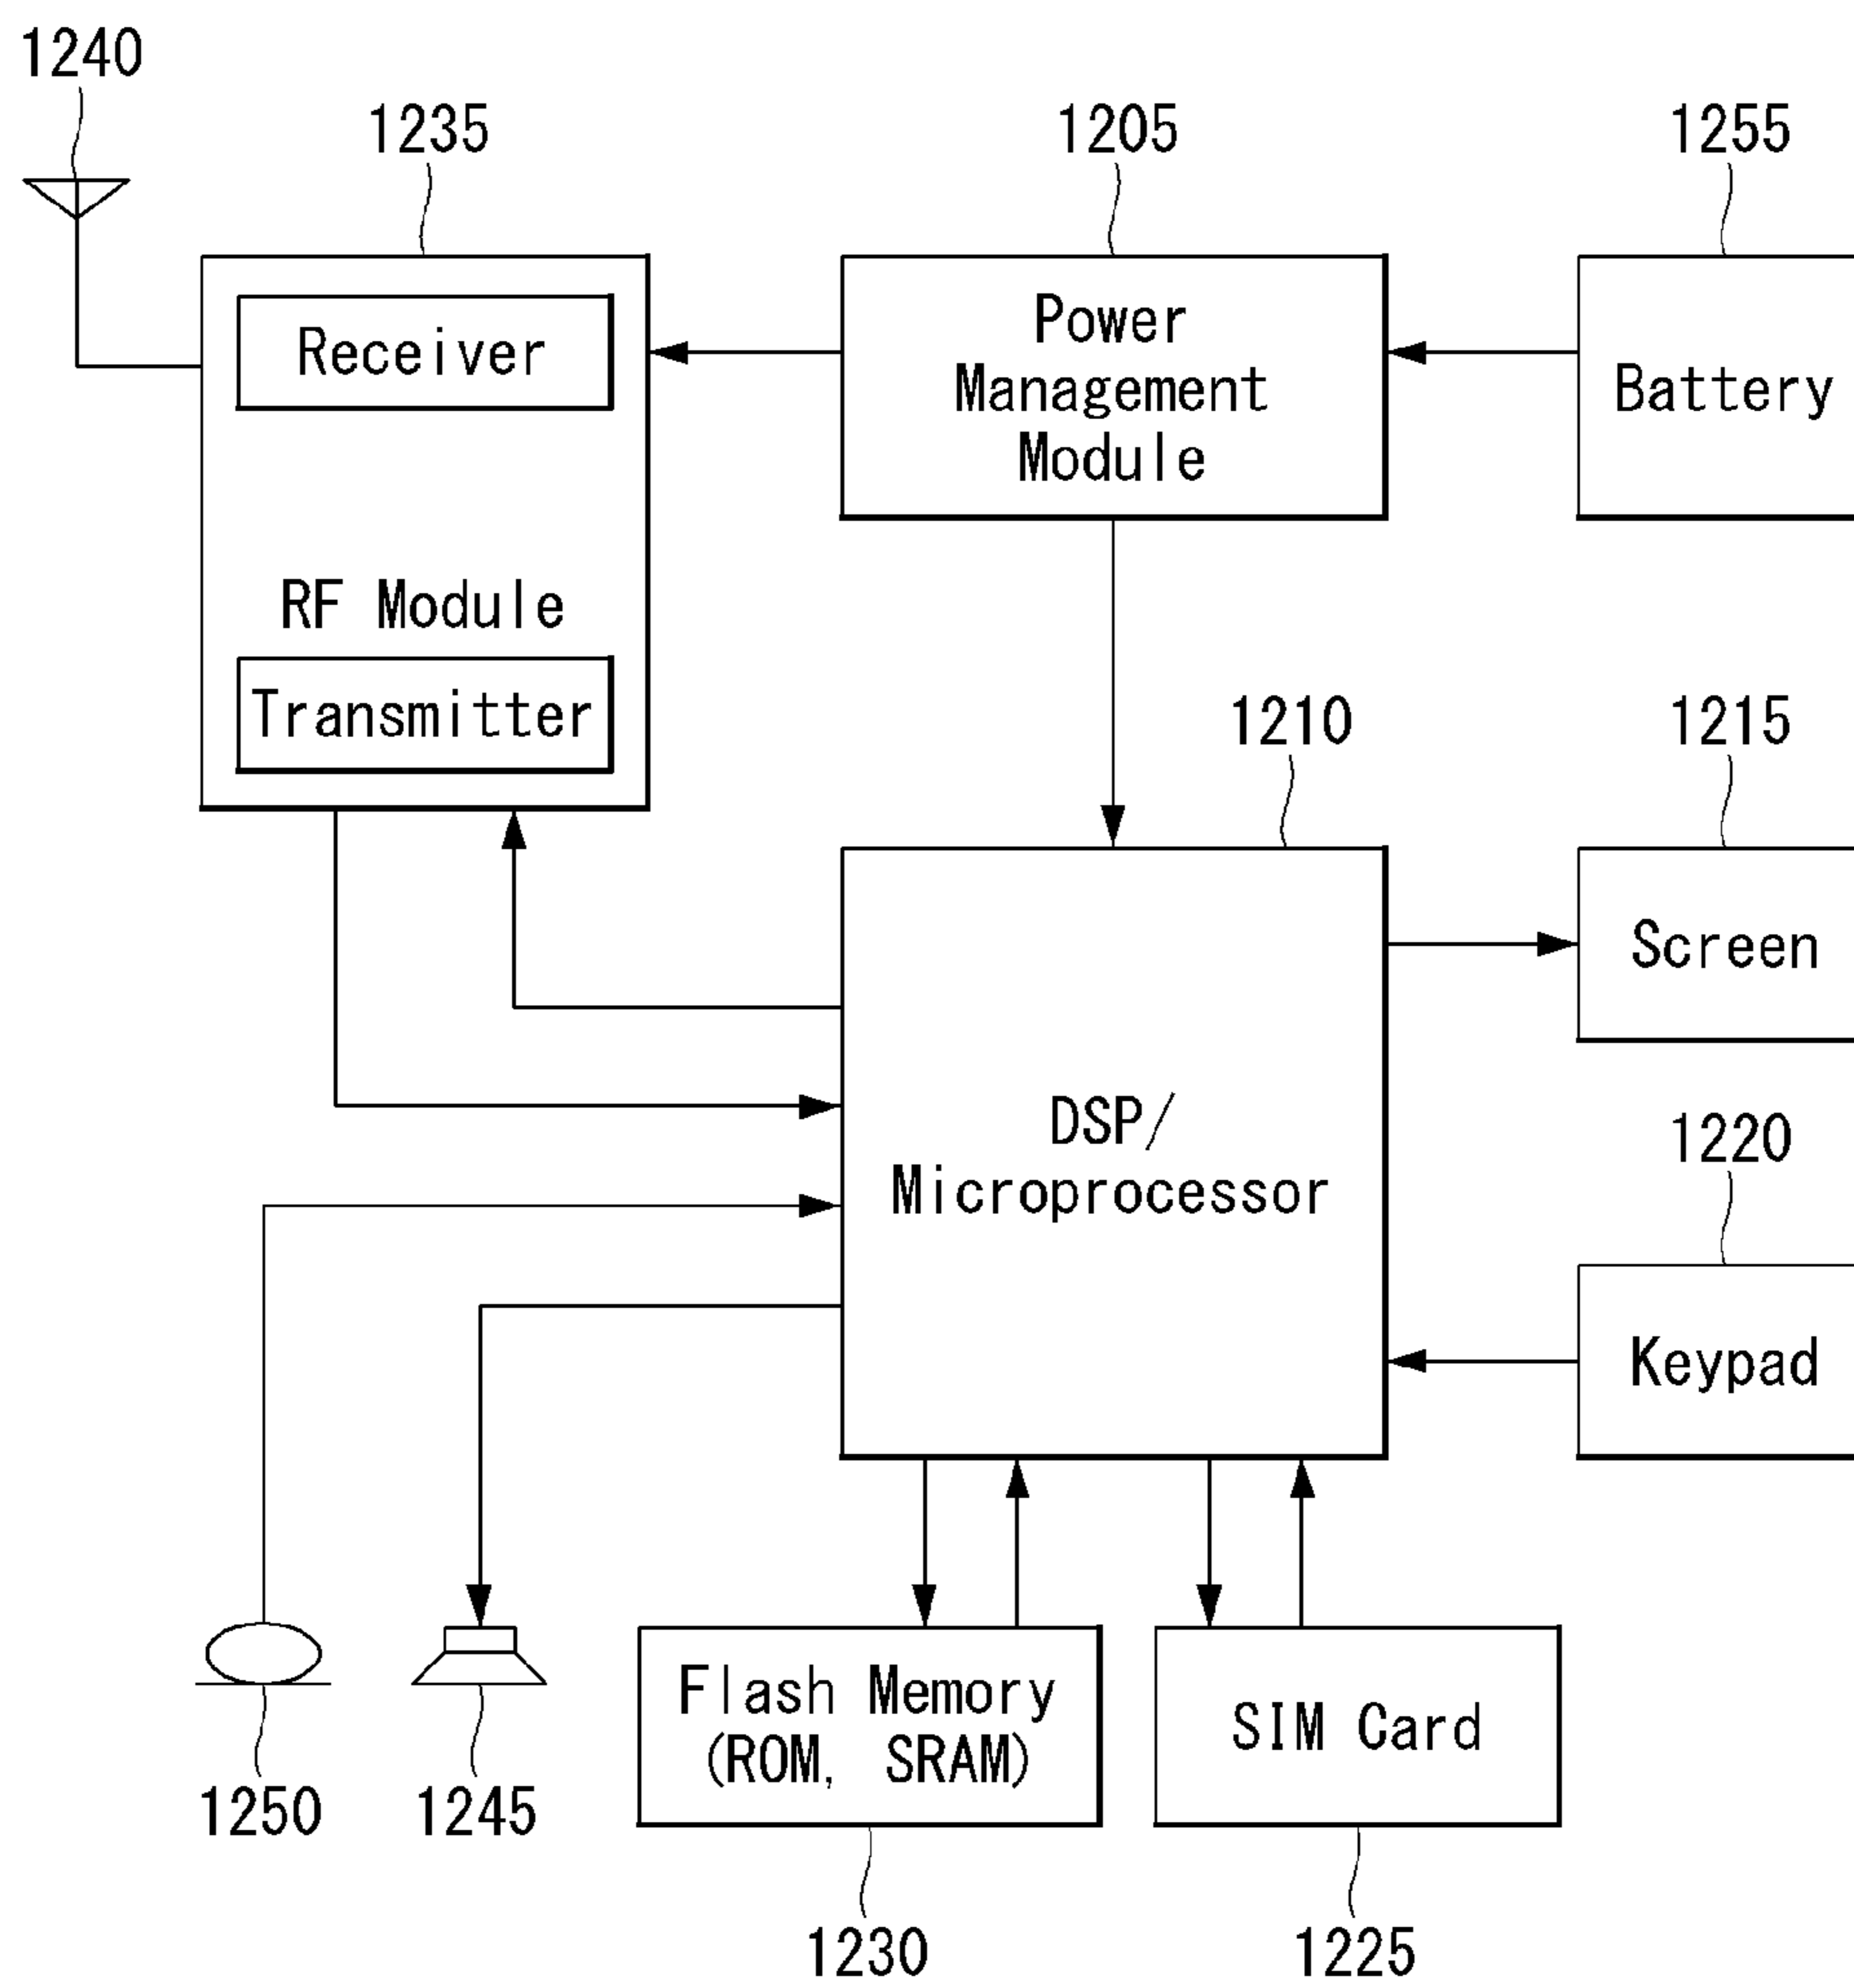 1240
1235
1205
1255
Receiver
RF Module
Transmitter
Power
Management
Module
Battery
1210
1215
DSP/
Microprocessor
Screen
1220
Keypad
Flash Memory
(ROM, SRAM)
SIM Card
1250
1245
1230
1225